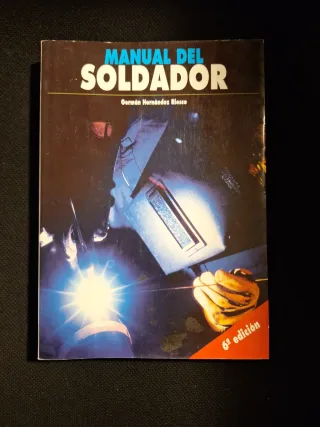 MANUAL DEL
SOLDADOR
Germán Hernández Riesco
6ª edición